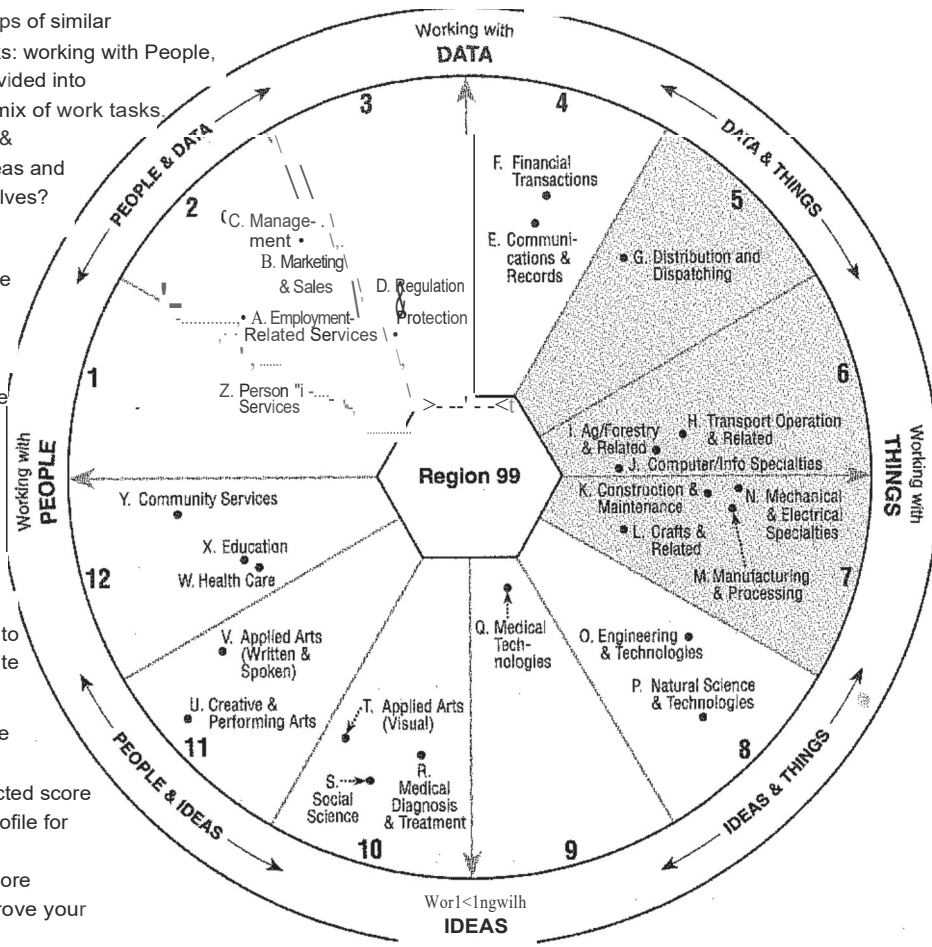 ps of similar
ks: working with People,
vided into
mix of work tasks.
&
eas and
lves?
e
e
to
te
e
cted score
ofile for
ore
rove your
Working with
DATA
PEOPLE & DATA
DATA & THINGS
3
4
2
5
1
6
12
7
11
8
10
9
F. Financial
Transactions
E. Communi-
cations &
Records
G. Distribution and
Dispatching
C. Manage-
ment
B. Marketing
& Sales
D. Regulation
&
Protection
A. Employment-
Related Services
Z. Person "i
Services
I. Ag/Forestry
& Related
H. Transport Operation
& Related
J. Computer/Info Specialties
K. Construction &
Maintenance
N. Mechanical
& Electrical
Specialties
L. Crafts &
Related
M. Manufacturing
& Processing
Region 99
Working with
PEOPLE
Working with
THINGS
Y. Community Services
X. Education
W. Health Care
V. Applied Arts
(Written &
Spoken)
U. Creative &
Performing Arts
T. Applied Arts
(Visual)
S.
Social
Science
R.
Medical
Diagnosis
& Treatment
Q. Medical
Tech-
nologies
O. Engineering
& Technologies
P. Natural Science
& Technologies
PEOPLE & IDEAS
IDEAS & THINGS
Wor1<1ngwilh
IDEAS